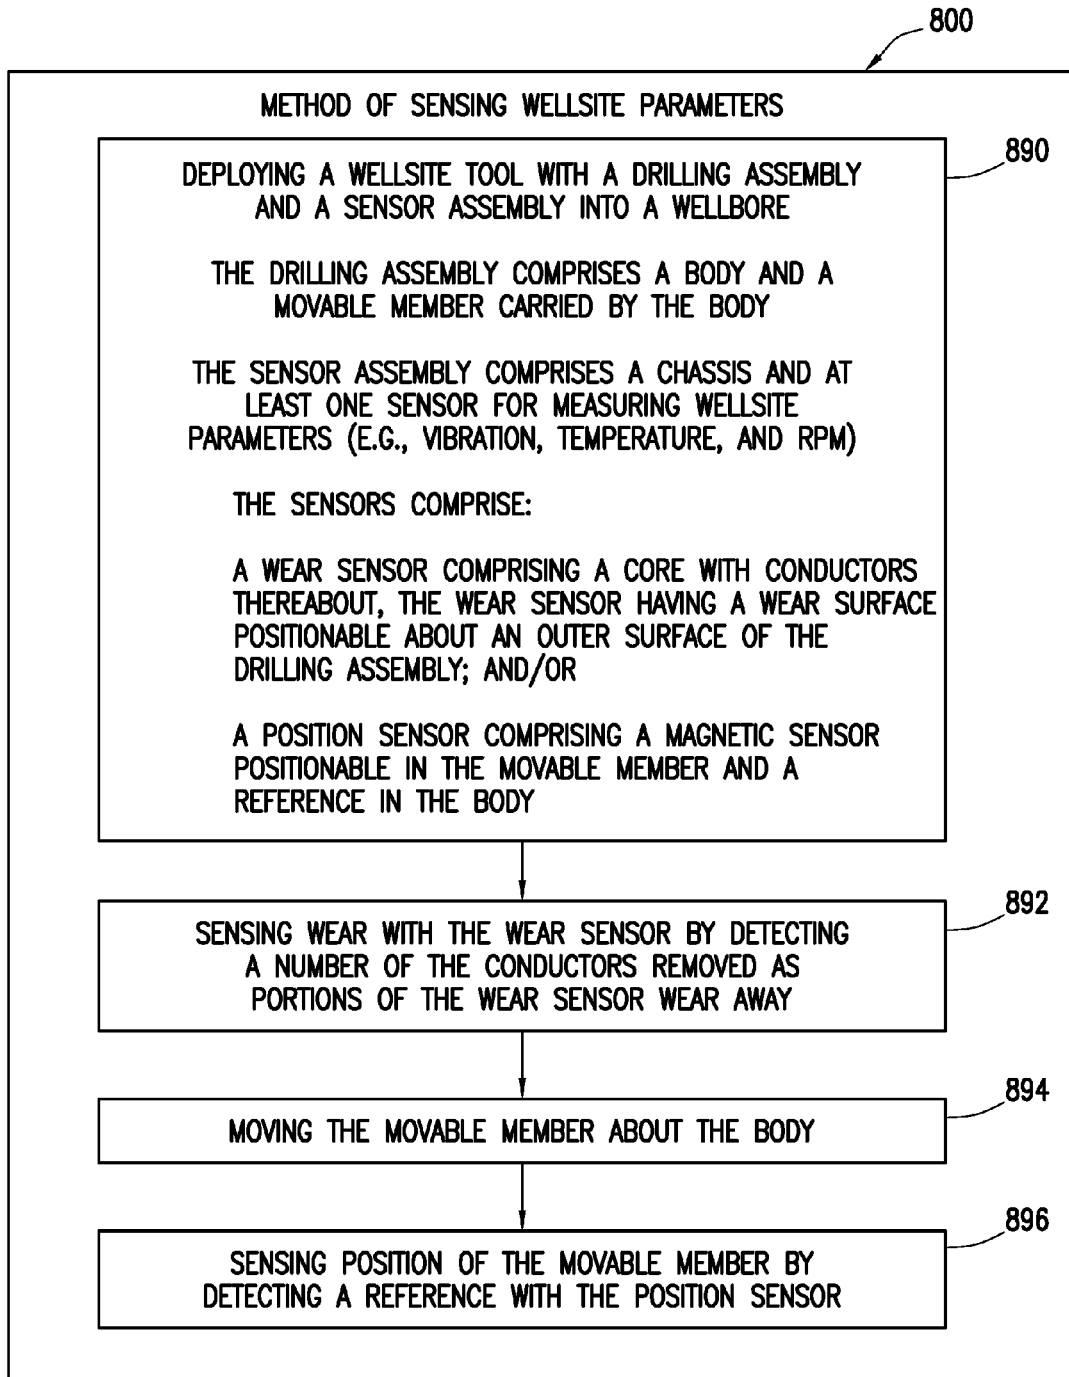 800
METHOD OF SENSING WELLSITE PARAMETERS
890
DEPLOYING A WELLSITE TOOL WITH A DRILLING ASSEMBLY
AND A SENSOR ASSEMBLY INTO A WELLBORE
THE DRILLING ASSEMBLY COMPRISES A BODY AND A
MOVABLE MEMBER CARRIED BY THE BODY
THE SENSOR ASSEMBLY COMPRISES A CHASSIS AND AT
LEAST ONE SENSOR FOR MEASURING WELLSITE
PARAMETERS (E.G., VIBRATION, TEMPERATURE, AND RPM)
THE SENSORS COMPRISE:
A WEAR SENSOR COMPRISING A CORE WITH CONDUCTORS
THEREABOUT, THE WEAR SENSOR HAVING A WEAR SURFACE
POSITIONABLE ABOUT AN OUTER SURFACE OF THE
DRILLING ASSEMBLY; AND/OR
A POSITION SENSOR COMPRISING A MAGNETIC SENSOR
POSITIONABLE IN THE MOVABLE MEMBER AND A
REFERENCE IN THE BODY
892
SENSING WEAR WITH THE WEAR SENSOR BY DETECTING
A NUMBER OF THE CONDUCTORS REMOVED AS
PORTIONS OF THE WEAR SENSOR WEAR AWAY
894
MOVING THE MOVABLE MEMBER ABOUT THE BODY
896
SENSING POSITION OF THE MOVABLE MEMBER BY
DETECTING A REFERENCE WITH THE POSITION SENSOR